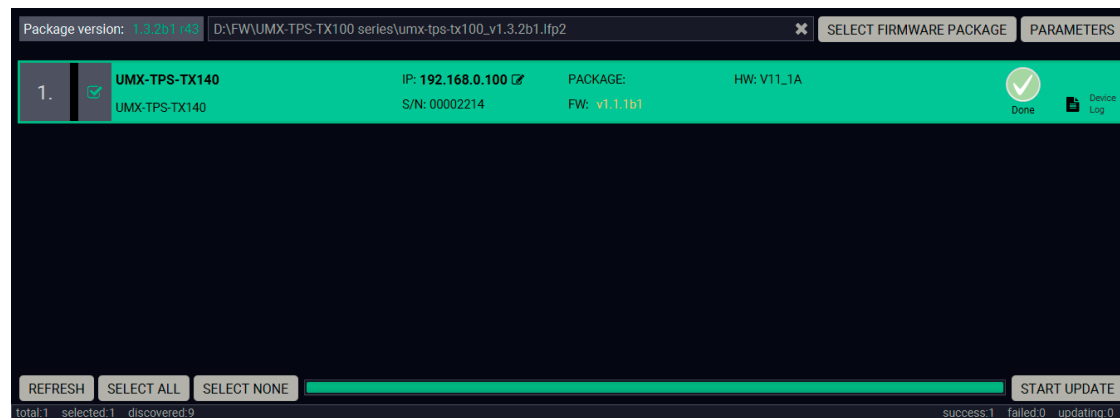 Package version: 1.3.2b1 r43 D:\FW\UMX-TPS-TX100 series\umx-tps-tx100_v1.3.2b1.lfp2 SELECT FIRMWARE PACKAGE PARAMETERS
1. UMX-TPS-TX140 IP: 192.168.0.100 PACKAGE: HW: V11_1A
UMX-TPS-TX140 S/N: 00002214 FW: v1.1.1b1
Done
Device
Log
REFRESH SELECT ALL SELECT NONE START UPDATE
total:1 selected:1 discovered:9 success:1 failed:0 updating:0